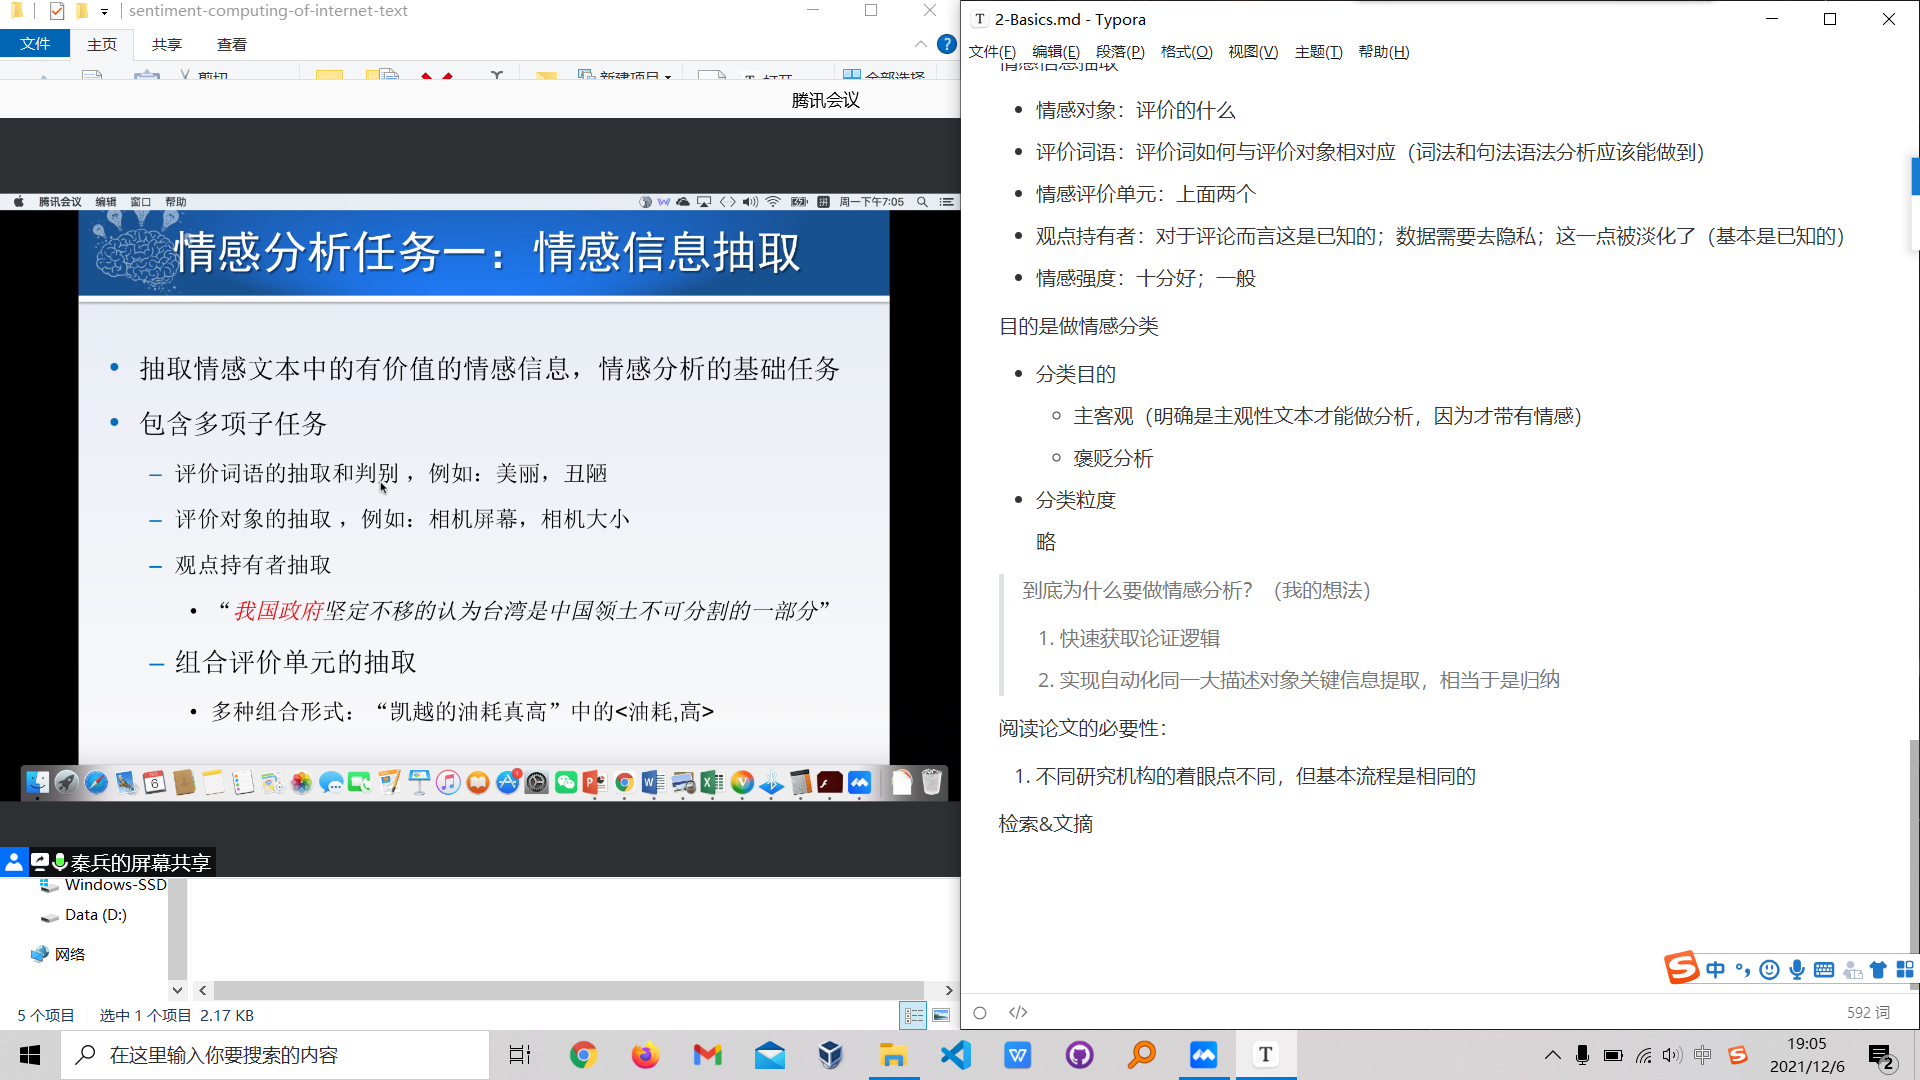 sentiment-computing-of-internet-text
文件 主页 共享 查看
剪切 新建项目 打开 全部选择
腾讯会议
腾讯会议 编辑 窗口 帮助 周一下午7:05
情感分析任务一：情感信息抽取
• 抽取情感文本中的有价值的情感信息，情感分析的基础任务
• 包含多项子任务
– 评价词语的抽取和判别 ，例如：美丽，丑陋
– 评价对象的抽取 ，例如：相机屏幕，相机大小
– 观点持有者抽取
• “我国政府坚定不移的认为台湾是中国领土不可分割的一部分”
– 组合评价单元的抽取
• 多种组合形式：“凯越的油耗真高”中的<油耗,高>
秦兵的屏幕共享
Windows-SSD
Data (D:)
网络
5 个项目 选中 1 个项目 2.17 KB
2-Basics.md - Typora
文件(F) 编辑(E) 段落(P) 格式(O) 视图(V) 主题(T) 帮助(H)
情感信息抽取
• 情感对象：评价的什么
• 评价词语：评价词如何与评价对象相对应（词法和句法语法分析应该能做到）
• 情感评价单元：上面两个
• 观点持有者：对于评论而言这是已知的；数据需要去隐私；这一点被淡化了（基本是已知的）
• 情感强度：十分好；一般
目的是做情感分类
• 分类目的
◦ 主客观（明确是主观性文本才能做分析，因为才带有情感）
◦ 褒贬分析
• 分类粒度
略
到底为什么要做情感分析？（我的想法）
1. 快速获取论证逻辑
2. 实现自动化同一大描述对象关键信息提取，相当于是归纳
阅读论文的必要性：
1. 不同研究机构的着眼点不同，但基本流程是相同的
检索&文摘
中
</> 592 词
在这里输入你要搜索的内容
中 19:05
2021/12/6 2